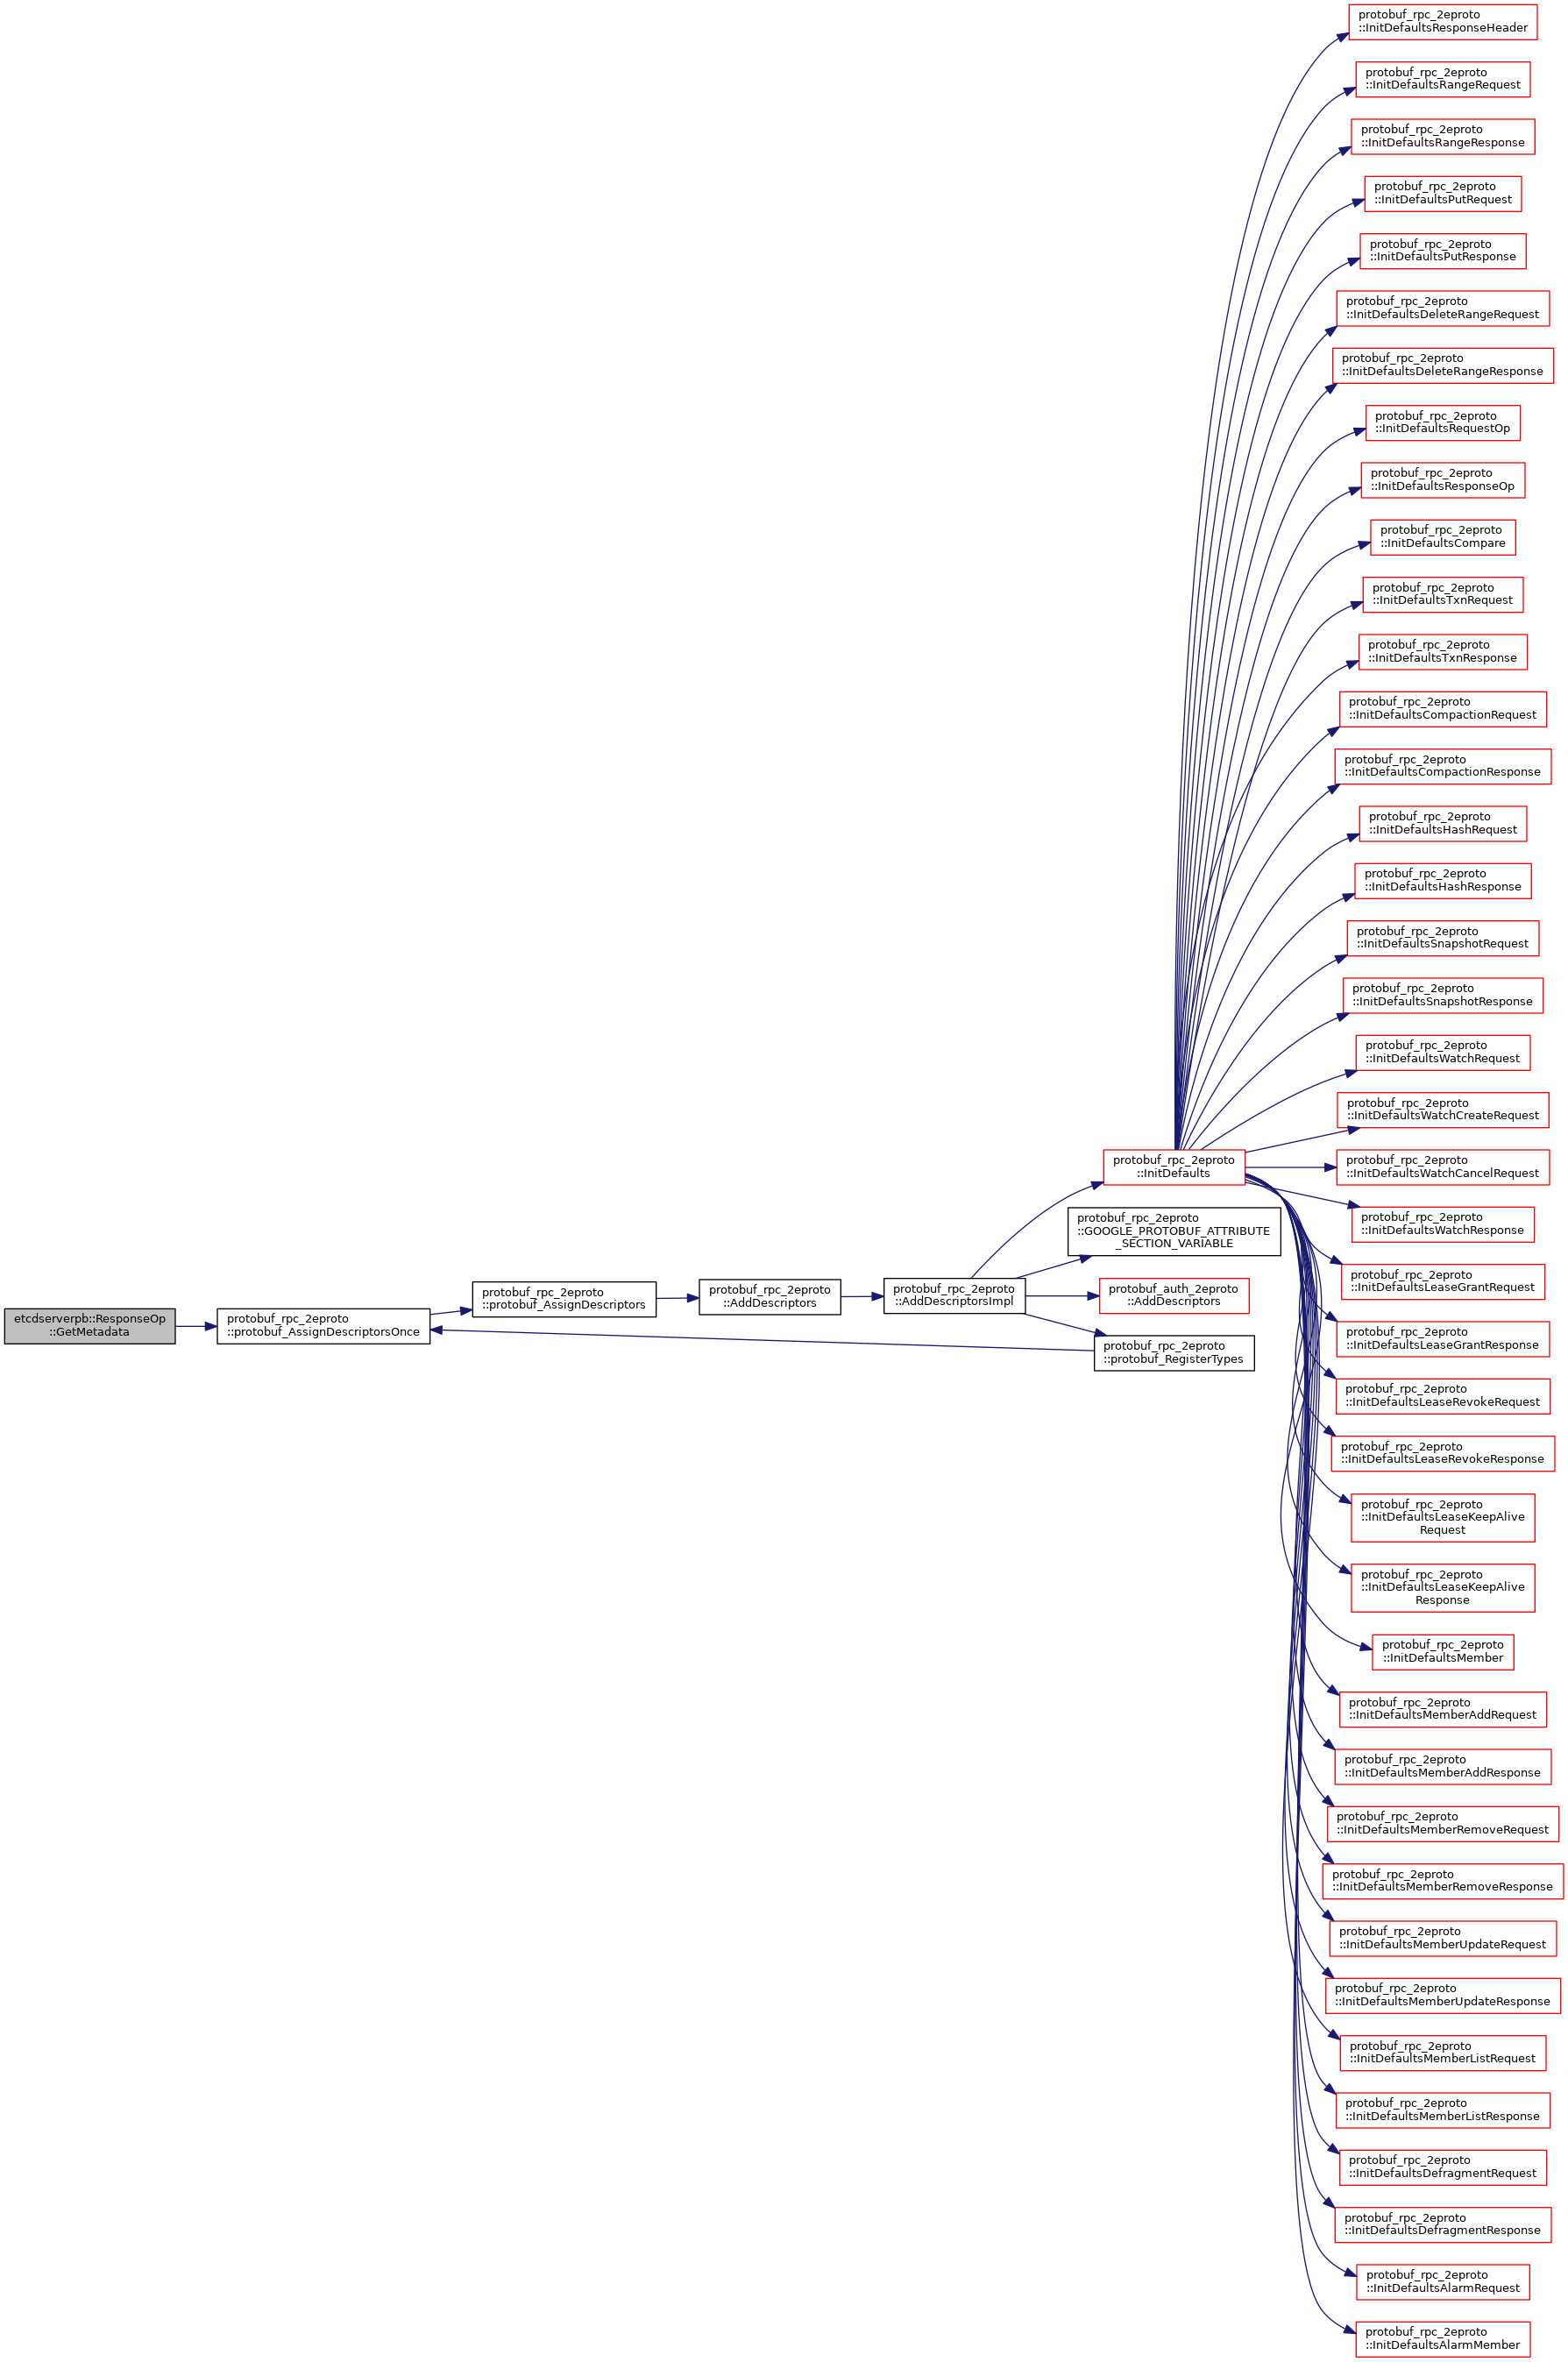 etcdserverpb::ResponseOp
::GetMetadata
protobuf_rpc_2eproto
::protobuf_AssignDescriptorsOnce
protobuf_rpc_2eproto
::protobuf_AssignDescriptors
protobuf_rpc_2eproto
::AddDescriptors
protobuf_rpc_2eproto
::AddDescriptorsImpl
protobuf_rpc_2eproto
::InitDefaults
protobuf_rpc_2eproto
::GOOGLE_PROTOBUF_ATTRIBUTE
_SECTION_VARIABLE
protobuf_auth_2eproto
::AddDescriptors
protobuf_rpc_2eproto
::protobuf_RegisterTypes
protobuf_rpc_2eproto
::InitDefaultsResponseHeader
protobuf_rpc_2eproto
::InitDefaultsRangeRequest
protobuf_rpc_2eproto
::InitDefaultsRangeResponse
protobuf_rpc_2eproto
::InitDefaultsPutRequest
protobuf_rpc_2eproto
::InitDefaultsPutResponse
protobuf_rpc_2eproto
::InitDefaultsDeleteRangeRequest
protobuf_rpc_2eproto
::InitDefaultsDeleteRangeResponse
protobuf_rpc_2eproto
::InitDefaultsRequestOp
protobuf_rpc_2eproto
::InitDefaultsResponseOp
protobuf_rpc_2eproto
::InitDefaultsCompare
protobuf_rpc_2eproto
::InitDefaultsTxnRequest
protobuf_rpc_2eproto
::InitDefaultsTxnResponse
protobuf_rpc_2eproto
::InitDefaultsCompactionRequest
protobuf_rpc_2eproto
::InitDefaultsCompactionResponse
protobuf_rpc_2eproto
::InitDefaultsHashRequest
protobuf_rpc_2eproto
::InitDefaultsHashResponse
protobuf_rpc_2eproto
::InitDefaultsSnapshotRequest
protobuf_rpc_2eproto
::InitDefaultsSnapshotResponse
protobuf_rpc_2eproto
::InitDefaultsWatchRequest
protobuf_rpc_2eproto
::InitDefaultsWatchCreateRequest
protobuf_rpc_2eproto
::InitDefaultsWatchCancelRequest
protobuf_rpc_2eproto
::InitDefaultsWatchResponse
protobuf_rpc_2eproto
::InitDefaultsLeaseGrantRequest
protobuf_rpc_2eproto
::InitDefaultsLeaseGrantResponse
protobuf_rpc_2eproto
::InitDefaultsLeaseRevokeRequest
protobuf_rpc_2eproto
::InitDefaultsLeaseRevokeResponse
protobuf_rpc_2eproto
::InitDefaultsLeaseKeepAlive
Request
protobuf_rpc_2eproto
::InitDefaultsLeaseKeepAlive
Response
protobuf_rpc_2eproto
::InitDefaultsMember
protobuf_rpc_2eproto
::InitDefaultsMemberAddRequest
protobuf_rpc_2eproto
::InitDefaultsMemberAddResponse
protobuf_rpc_2eproto
::InitDefaultsMemberRemoveRequest
protobuf_rpc_2eproto
::InitDefaultsMemberRemoveResponse
protobuf_rpc_2eproto
::InitDefaultsMemberUpdateRequest
protobuf_rpc_2eproto
::InitDefaultsMemberUpdateResponse
protobuf_rpc_2eproto
::InitDefaultsMemberListRequest
protobuf_rpc_2eproto
::InitDefaultsMemberListResponse
protobuf_rpc_2eproto
::InitDefaultsDefragmentRequest
protobuf_rpc_2eproto
::InitDefaultsDefragmentResponse
protobuf_rpc_2eproto
::InitDefaultsAlarmRequest
protobuf_rpc_2eproto
::InitDefaultsAlarmMember